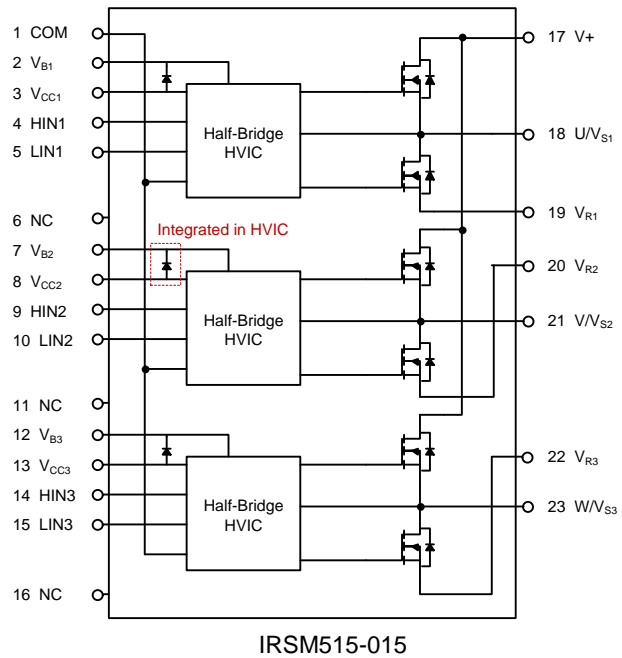 1 COM
2 VB1
3 VCC1
4 HIN1
5 LIN1
6 NC
7 VB2
8 VCC2
9 HIN2
10 LIN2
11 NC
12 VB3
13 VCC3
14 HIN3
15 LIN3
16 NC
Half-Bridge
HVIC
Integrated in HVIC
Half-Bridge
HVIC
Half-Bridge
HVIC
17 V+
18 U/VS1
19 VR1
20 VR2
21 V/VS2
22 VR3
23 W/VS3
IRSM515-015